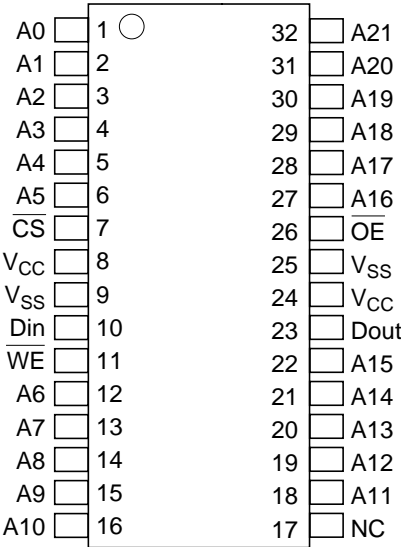 A0 1 32 A21
A1 2 31 A20
A2 3 30 A19
A3 4 29 A18
A4 5 28 A17
A5 6 27 A16
C̅S̅ 7 26 O̅E̅
VCC 8 25 VSS
VSS 9 24 VCC
Din 10 23 Dout
W̅E̅ 11 22 A15
A6 12 21 A14
A7 13 20 A13
A8 14 19 A12
A9 15 18 A11
A10 16 17 NC